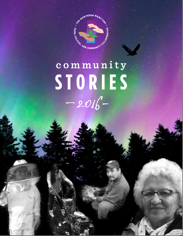 community
STORIES
— 2016 —